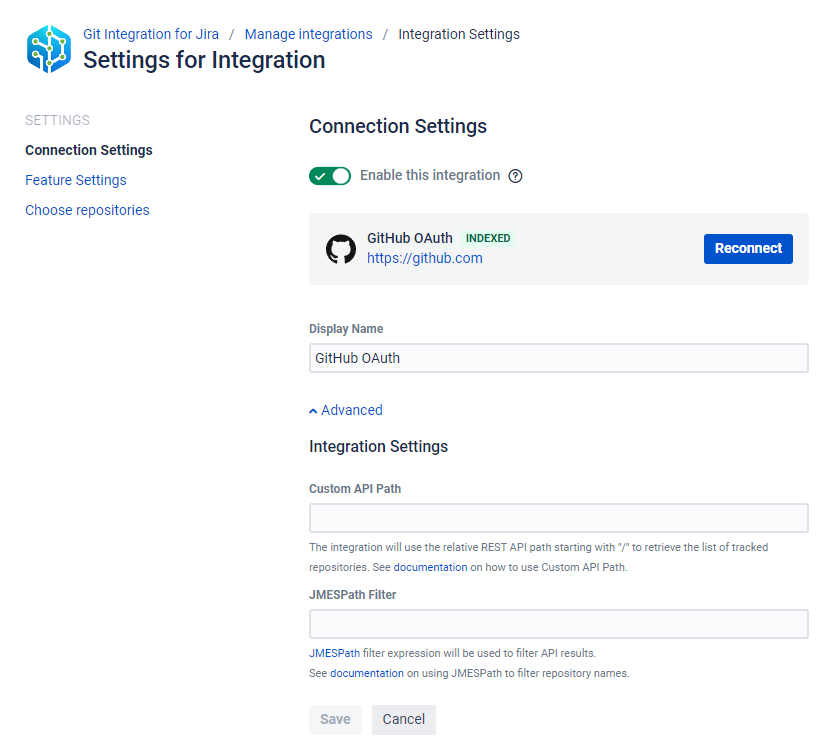 Git Integration for Jira / Manage integrations / Integration Settings
Settings for Integration
SETTINGS
Connection Settings
Feature Settings
Choose repositories
Connection Settings
Enable this integration ?
GitHub OAuth INDEXED
https://github.com
Reconnect
Display Name
GitHub OAuth
Advanced
Integration Settings
Custom API Path
The integration will use the relative REST API path starting with "/" to retrieve the list of tracked
repositories. See documentation on how to use Custom API Path.
JMESPath Filter
JMESPath filter expression will be used to filter API results.
See documentation on using JMESPath to filter repository names.
Save Cancel